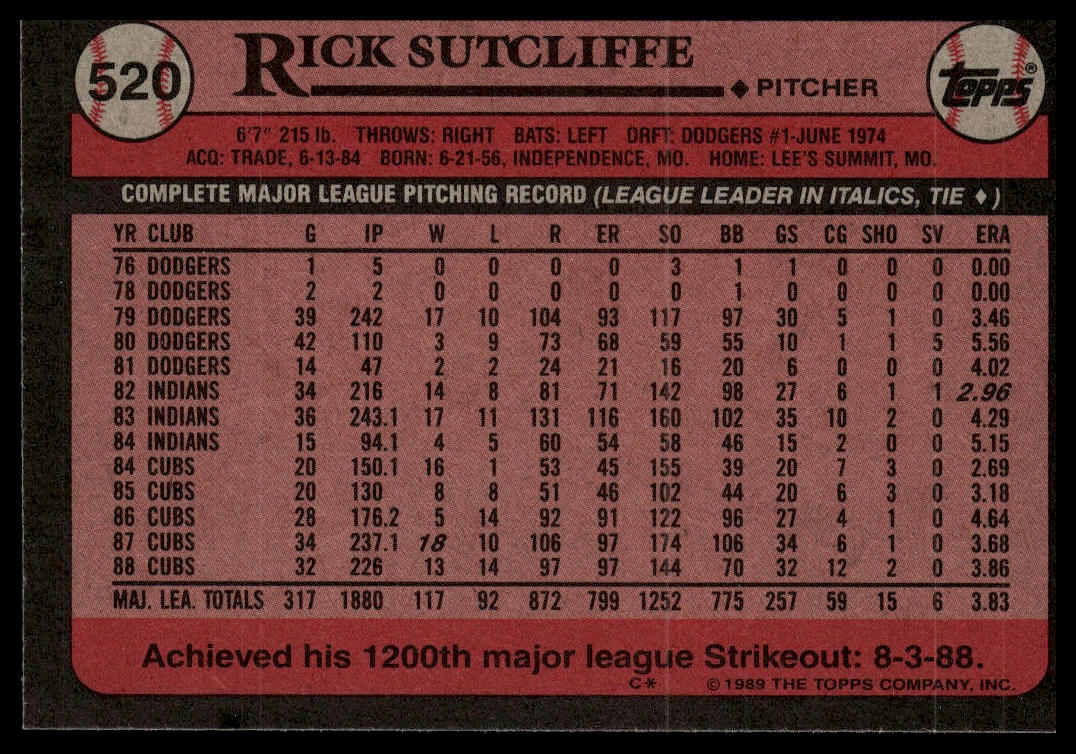 520
RICK SUTCLIFFE
◆ PITCHER
TOPPS®
6'7" 215 lb. THROWS: RIGHT BATS: LEFT DRFT: DODGERS #1-JUNE 1974
ACQ: TRADE, 6-13-84 BORN: 6-21-56, INDEPENDENCE, MO. HOME: LEE'S SUMMIT, MO.
COMPLETE MAJOR LEAGUE PITCHING RECORD (LEAGUE LEADER IN ITALICS, TIE ♦)
YR CLUB G IP W L R ER SO BB GS CG SHO SV ERA
76 DODGERS 1 5 0 0 0 0 3 1 1 0 0 0 0.00
78 DODGERS 2 2 0 0 0 0 0 1 0 0 0 0 0.00
79 DODGERS 39 242 17 10 104 93 117 97 30 5 1 0 3.46
80 DODGERS 42 110 3 9 73 68 59 55 10 1 1 5 5.56
81 DODGERS 14 47 2 2 24 21 16 20 6 0 0 0 4.02
82 INDIANS 34 216 14 8 81 71 142 98 27 6 1 1 2.96
83 INDIANS 36 243.1 17 11 131 116 160 102 35 10 2 0 4.29
84 INDIANS 15 94.1 4 5 60 54 58 46 15 2 0 0 5.15
84 CUBS 20 150.1 16 1 53 45 155 39 20 7 3 0 2.69
85 CUBS 20 130 8 8 51 46 102 44 20 6 3 0 3.18
86 CUBS 28 176.2 5 14 92 91 122 96 27 4 1 0 4.64
87 CUBS 34 237.1 18 10 106 97 174 106 34 6 1 0 3.68
88 CUBS 32 226 13 14 97 97 144 70 32 12 2 0 3.86
MAJ. LEA. TOTALS 317 1880 117 92 872 799 1252 775 257 59 15 6 3.83
Achieved his 1200th major league Strikeout: 8-3-88.
C* © 1989 THE TOPPS COMPANY, INC.